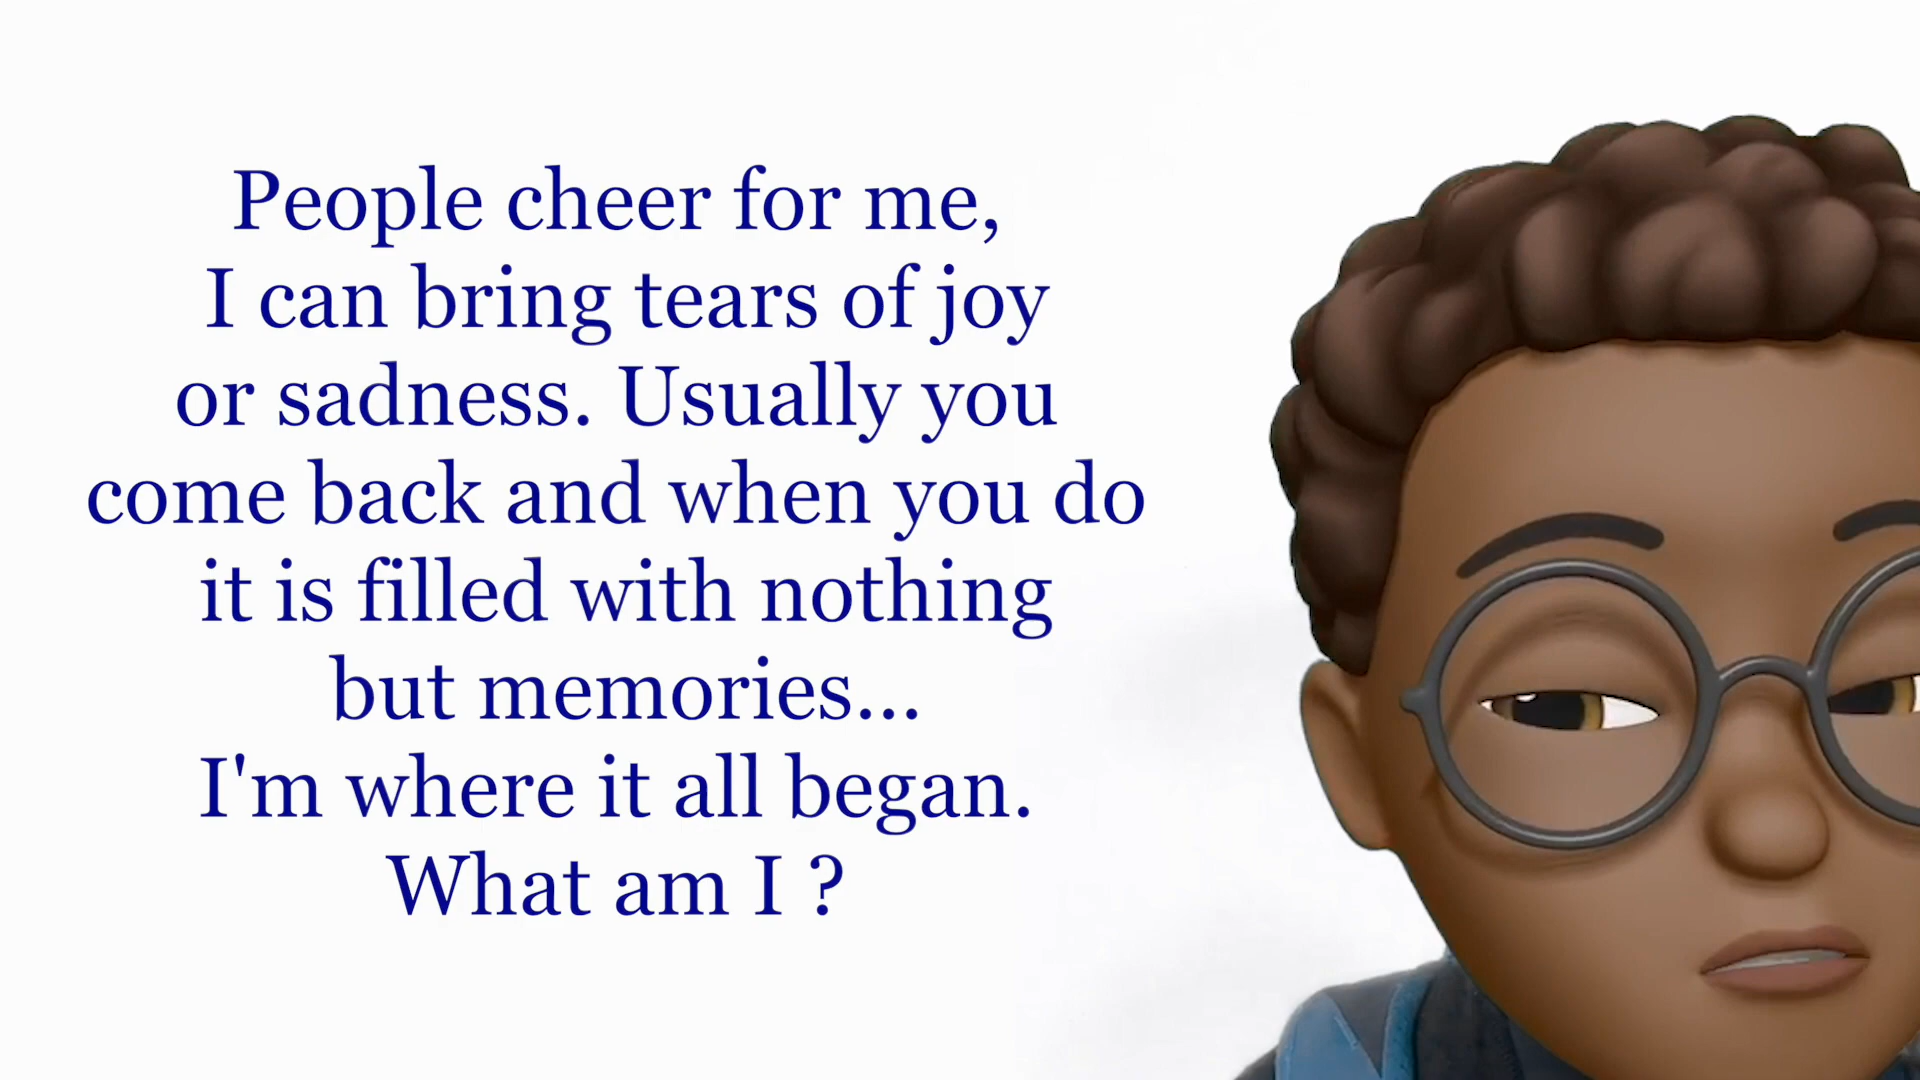 People cheer for me,
I can bring tears of joy
or sadness. Usually you
come back and when you do
it is filled with nothing
but memories...
I'm where it all began.
What am I ?